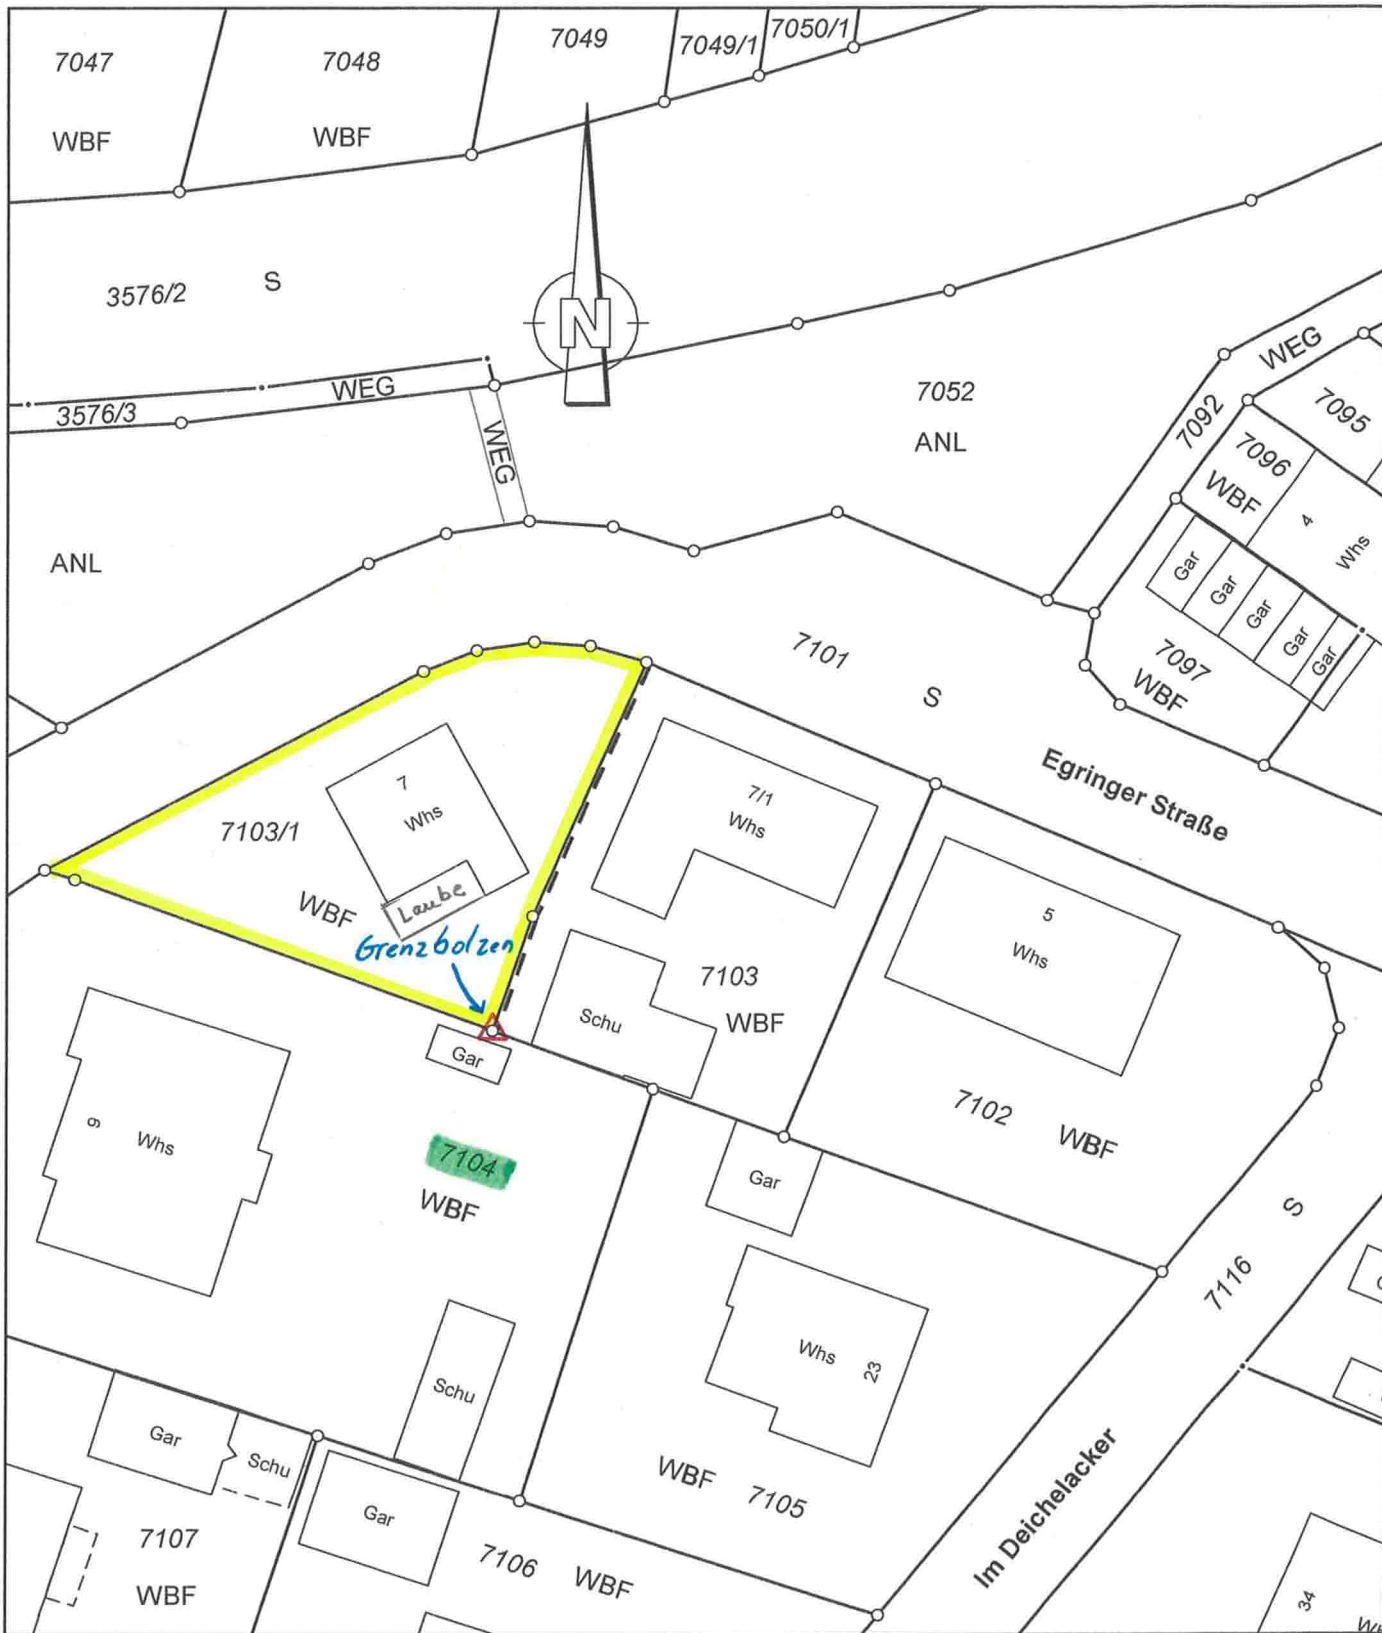 7047
7048
7049
7049/1
7050/1
WBF
WBF
3576/2
S
N
WEG
3576/3
WEG
7052
ANL
WEG
7092
7095
7096
WBF
4
Whs
Gar
Gar
Gar
Gar
Gar
ANL
7101
S
7097
WBF
Egringer Straße
7
Whs
7103/1
WBF
Laube
Grenzbolzen
7/1
Whs
7103
WBF
Schu
5
Whs
7102
WBF
Gar
9
Whs
7104
WBF
Gar
S
7116
Whs
23
Schu
WBF
7105
Im Deichelacker
Gar
Schu
Gar
7107
WBF
7106
WBF
34